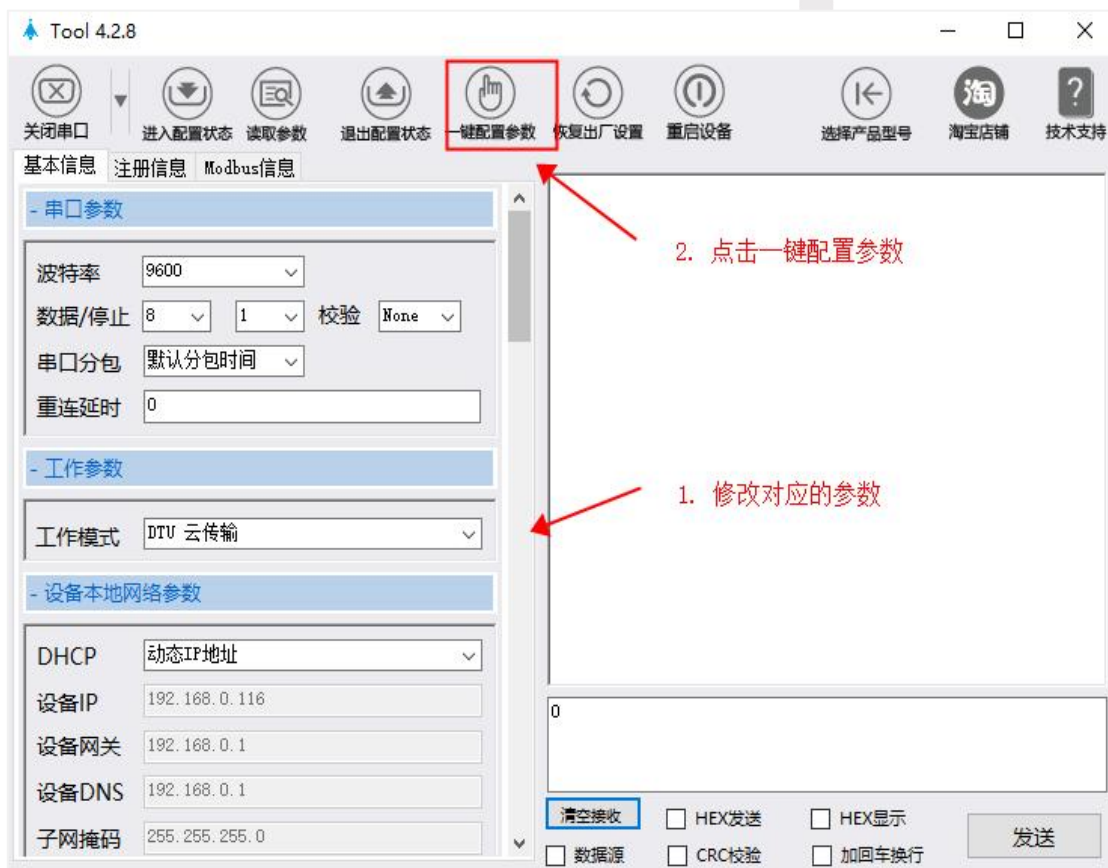 Tool 4.2.8
关闭串口 进入配置状态 读取参数 退出配置状态 一键配置参数 恢复出厂设置 重启设备 选择产品型号 淘宝店铺 技术支持
淘
?
基本信息 注册信息 Modbus信息
- 串口参数
波特率 9600
数据/停止 8 1 校验 None
串口分包 默认分包时间
重连延时 0
2. 点击一键配置参数
- 工作参数
工作模式 DTU 云传输
1. 修改对应的参数
- 设备本地网络参数
DHCP 动态IP地址
设备IP 192.168.0.116
设备网关 192.168.0.1
设备DNS 192.168.0.1
子网掩码 255.255.255.0
0
清空接收 HEX发送 HEX显示
数据源 CRC校验 加回车换行
发送